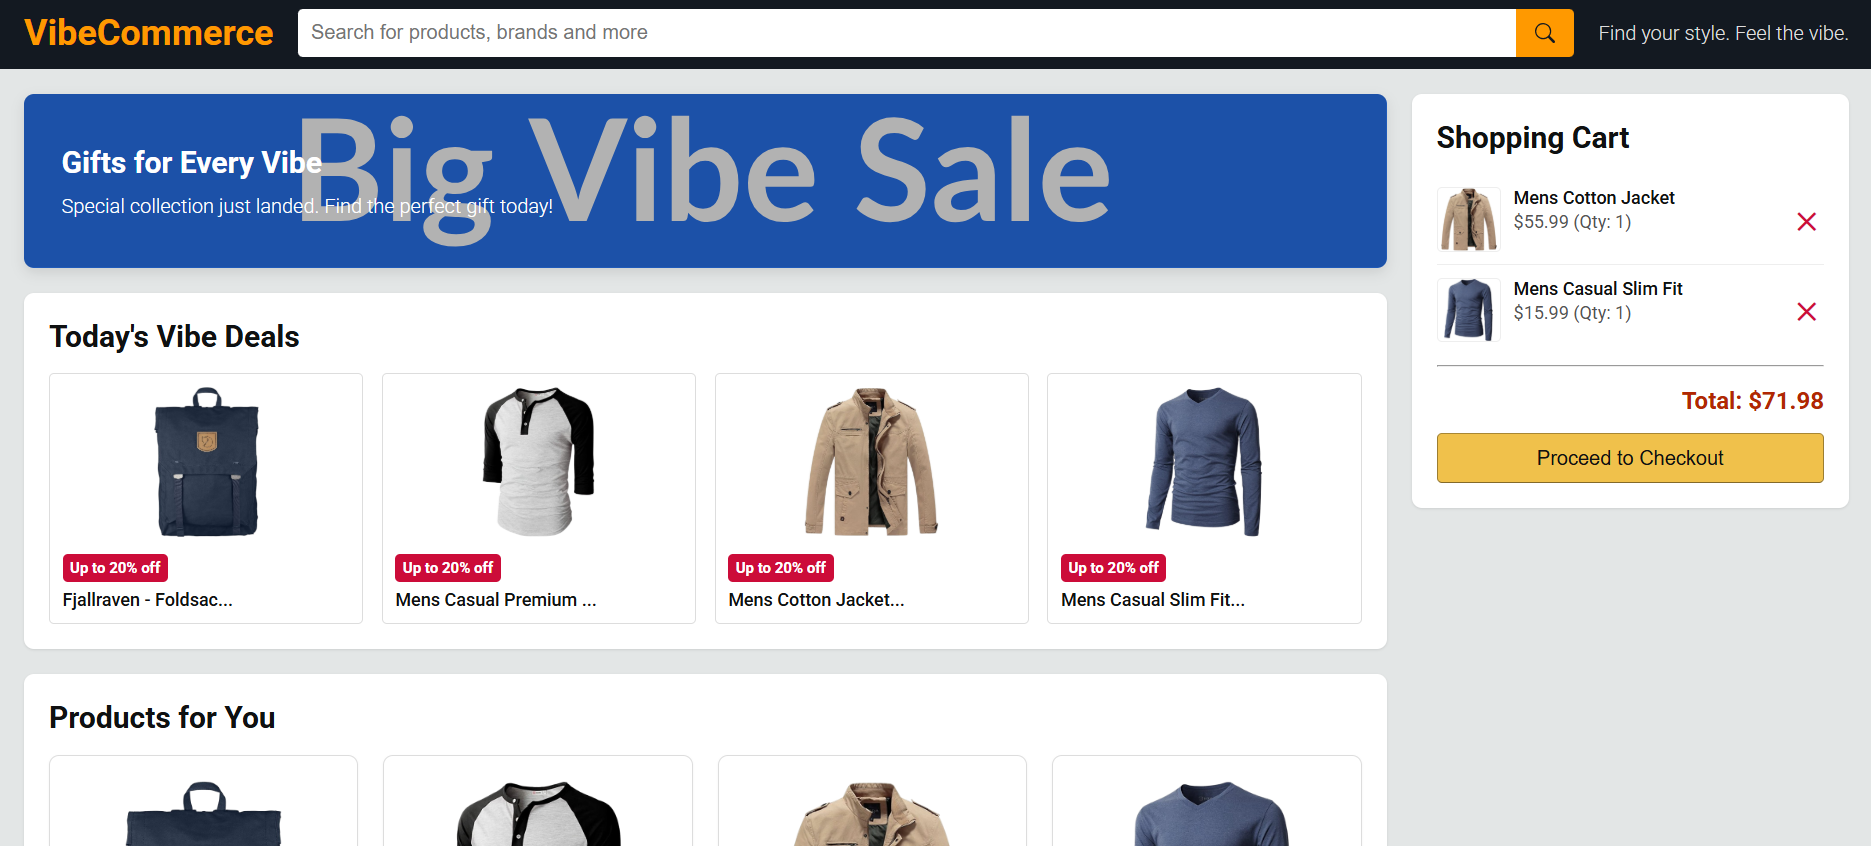 VibeCommerce
Search for products, brands and more
Find your style. Feel the vibe.
Big Vibe Sale
Gifts for Every Vibe
Special collection just landed. Find the perfect gift today!
Today's Vibe Deals
Up to 20% off
Fjallraven - Foldsac...
Up to 20% off
Mens Casual Premium ...
Up to 20% off
Mens Cotton Jacket...
Up to 20% off
Mens Casual Slim Fit...
Products for You
Shopping Cart
Mens Cotton Jacket
$55.99 (Qty: 1)
Mens Casual Slim Fit
$15.99 (Qty: 1)
Total: $71.98
Proceed to Checkout